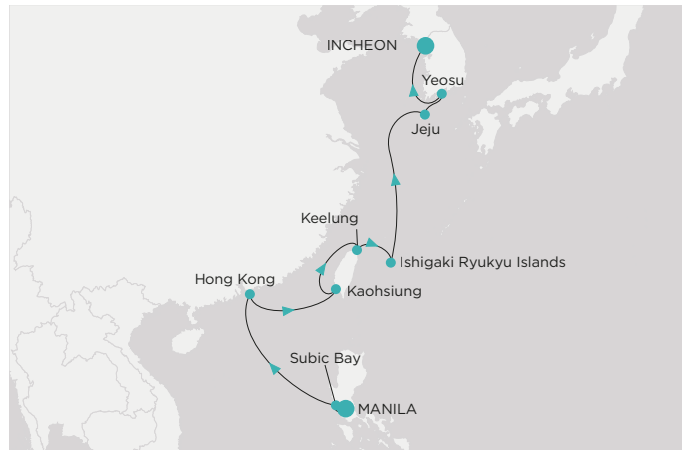 INCHEON
Yeosu
Jeju
Keelung
Ishigaki Ryukyu Islands
Hong Kong
Kaohsiung
Subic Bay
MANILA